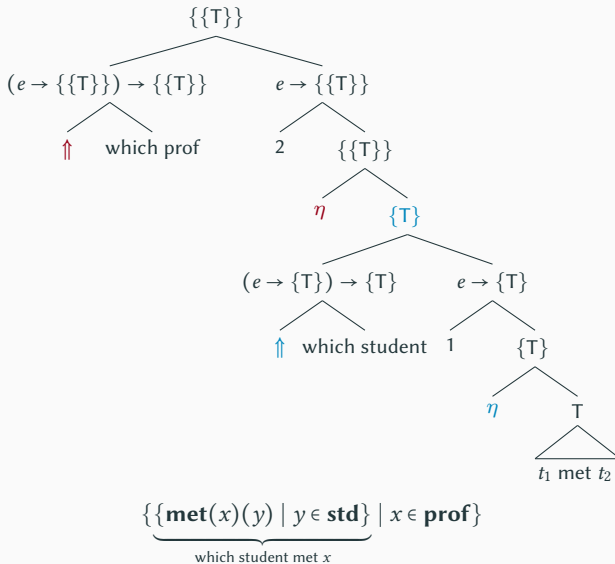 {{T}}
(e → {{T}}) → {{T}} e → {{T}}
⇑ which prof 2 {{T}}
η {T}
(e → {T}) → {T} e → {T}
⇑ which student 1 {T}
η T
t₁ met t₂
{{met(x)(y) | y ∈ std} | x ∈ prof}
which student met x